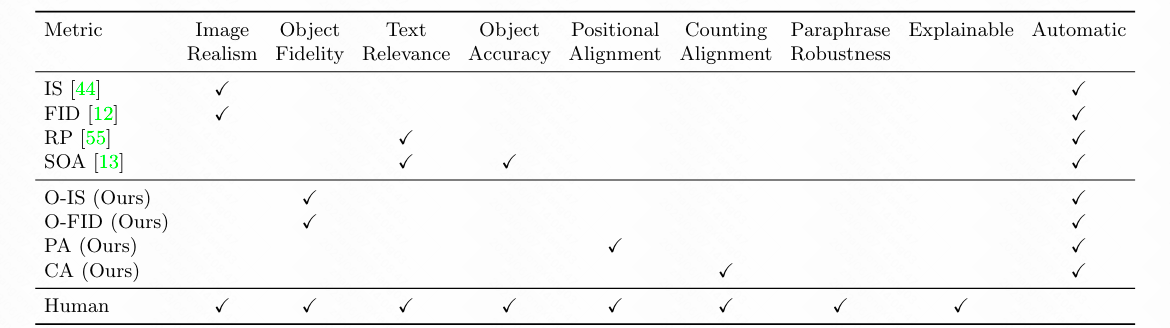 Metric Image Object Text Object Positional Counting Paraphrase Explainable Automatic
Realism Fidelity Relevance Accuracy Alignment Alignment Robustness
IS [44] ✓ ✓
FID [12] ✓ ✓
RP [55] ✓ ✓
SOA [13] ✓ ✓ ✓
O-IS (Ours) ✓ ✓
O-FID (Ours) ✓ ✓
PA (Ours) ✓ ✓
CA (Ours) ✓ ✓
Human ✓ ✓ ✓ ✓ ✓ ✓ ✓ ✓